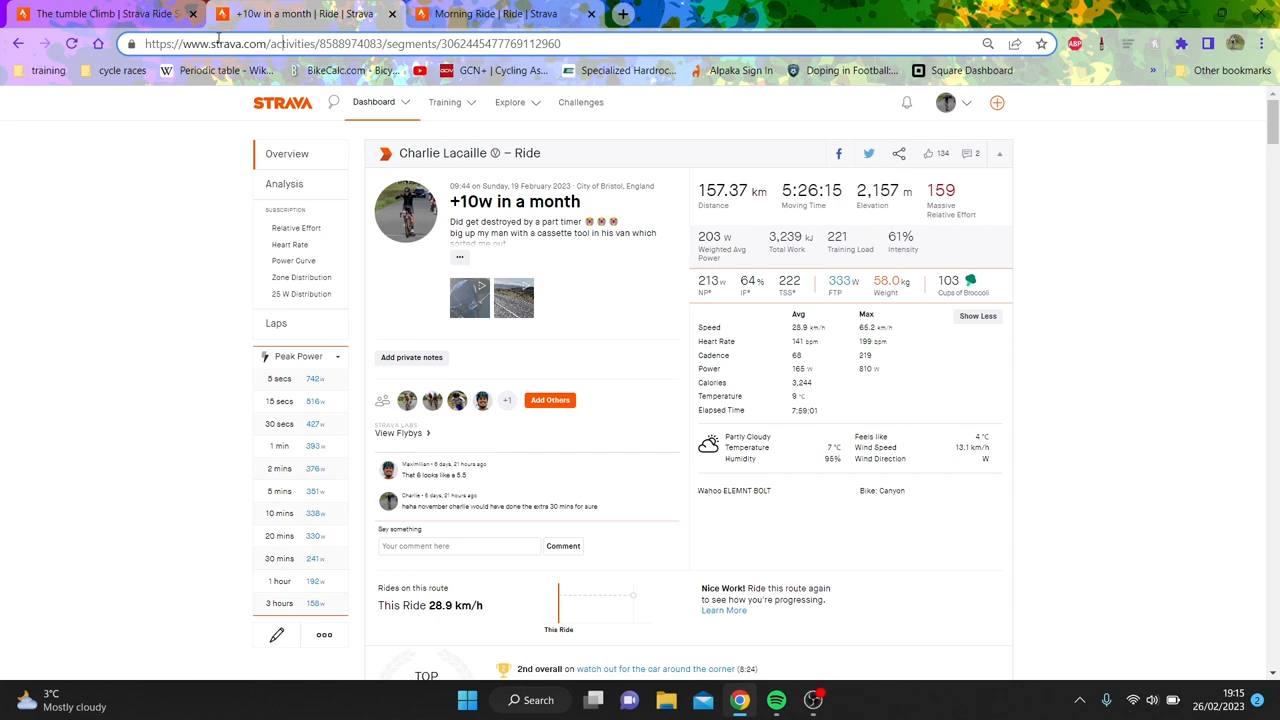 The tumble Climb | Strava Ride S
+10w in a month | Ride | Strava
Morning Ride | Ride | Strava
https://www.strava.com/activities/8588974083/segments/3062445477769112960
training
cycle races
Periodic table - Wik...
BikeCalc.com - Bicy...
GCN+ | Cycling As...
Specialized Hardroc...
Alpaka Sign In
Doping in Football:...
Square Dashboard
»
Other bookmarks
STRAVA
Dashboard
Training
Explore
Challenges
Overview
Analysis
SUBSCRIPTION
Relative Effort
Heart Rate
Power Curve
Zone Distribution
25 W Distribution
Laps
Peak Power
5 secs 742w
15 secs 516w
30 secs 427w
1 min 393w
2 mins 376w
5 mins 351w
10 mins 338w
20 mins 330w
30 mins 241w
1 hour 192w
3 hours 158w
Charlie Lacaille – Ride
134
2
09:44 on Sunday, 19 February 2023 · City of Bristol, England
+10w in a month
Did get destroyed by a part timer
big up my man with a cassette tool in his van which
sorted me out
Add private notes
+1
Add Others
STRAVA LABS
View Flybys
Maximilian • 6 days, 21 hours ago
That 6 looks like a 5.5
Charlie • 6 days, 21 hours ago
haha november charlie would have done the extra 30 mins for sure
Say something
Your comment here
Comment
157.37 km 5:26:15 2,157 m 159
Distance Moving Time Elevation Massive
Relative Effort
203 W 3,239 kJ 221 61%
Weighted Avg Total Work Training Load Intensity
Power
213w 64% 222 333W 58.0kg 103
NP® IF® TSS® FTP Weight Cups of Broccoli
Avg Max
Show Less
Speed 28.9 km/h 65.2 km/h
Heart Rate 141 bpm 199 bpm
Cadence 68 219
Power 165 W 810 W
Calories 3,244
Temperature 9 °C
Elapsed Time 7:59:01
Partly Cloudy Feels like 4 °C
Temperature 7 °C Wind Speed 13.1 km/h
Humidity 95% Wind Direction W
Wahoo ELEMNT BOLT Bike: Canyon
Rides on this route
This Ride 28.9 km/h
This Ride
Nice Work! Ride this route again
to see how you're progressing.
Learn More
TOP
2nd overall on watch out for the car around the corner (8:24)
3°C
Mostly cloudy
Search
19:15
26/02/2023
2